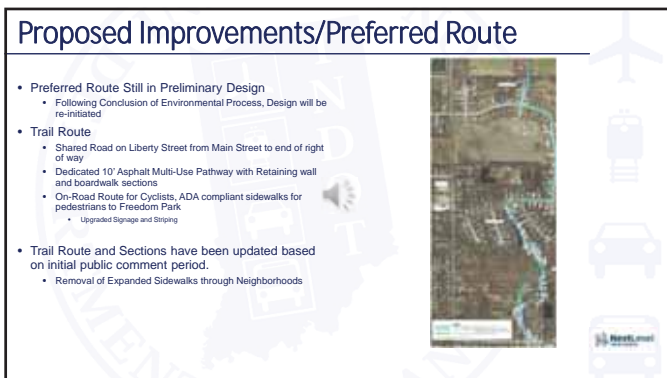 Proposed Improvements/Preferred Route
• Preferred Route Still in Preliminary Design
• Following Conclusion of Environmental Process, Design will be
re-initiated
• Trail Route
• Shared Road on Liberty Street from Main Street to end of right
of way
• Dedicated 10' Asphalt Multi-Use Pathway with Retaining wall
and boardwalk sections
• On-Road Route for Cyclists, ADA compliant sidewalks for
pedestrians to Freedom Park
• Upgraded Signage and Striping
• Trail Route and Sections have been updated based
on initial public comment period.
• Removal of Expanded Sidewalks through Neighborhoods
NextLevel